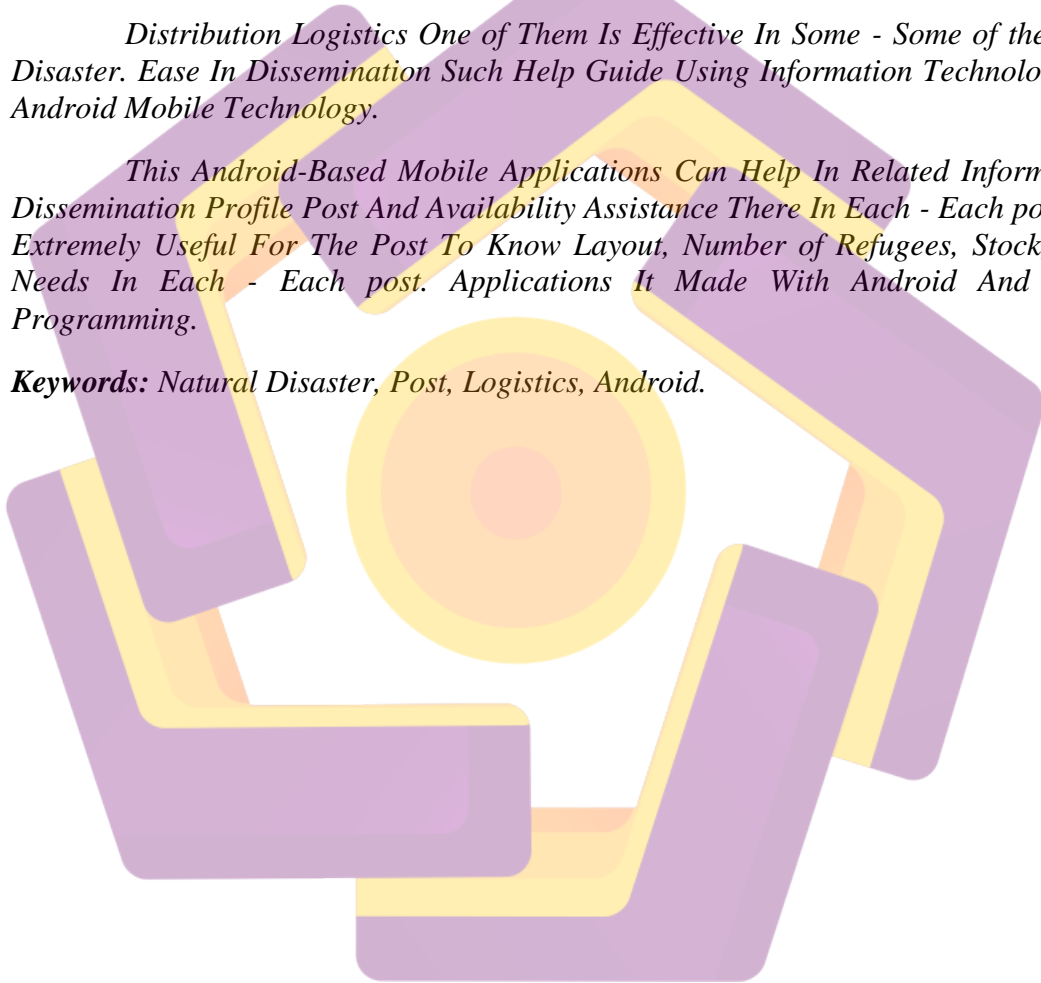 Distribution Logistics One of Them Is Effective In Some - Some of the
Disaster. Ease In Dissemination Such Help Guide Using Information Technolo
Android Mobile Technology.
This Android-Based Mobile Applications Can Help In Related Inform
Dissemination Profile Post And Availability Assistance There In Each - Each po
Extremely Useful For The Post To Know Layout, Number of Refugees, Stock
Needs In Each - Each post. Applications It Made With Android And
Programming.
Keywords: Natural Disaster, Post, Logistics, Android.